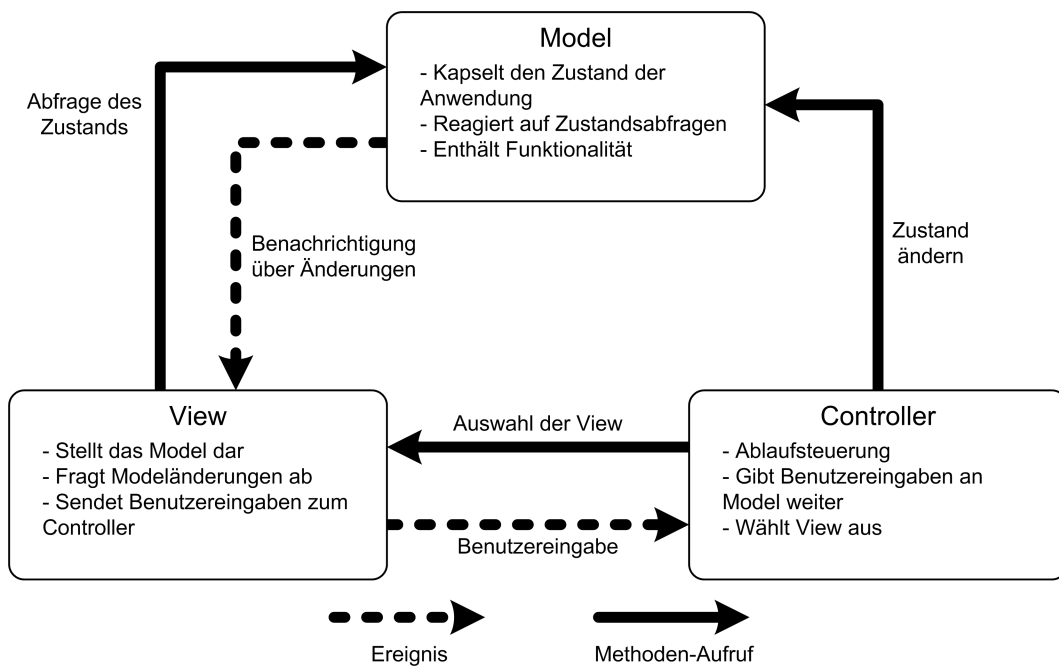 Model
- Kapselt den Zustand der
Anwendung
- Reagiert auf Zustandsabfragen
- Enthält Funktionalität
Abfrage des
Zustands
Benachrichtigung
über Änderungen
Zustand
ändern
View
- Stellt das Model dar
- Fragt Modeländerungen ab
- Sendet Benutzereingaben zum
Controller
Auswahl der View
Benutzereingabe
Controller
- Ablaufsteuerung
- Gibt Benutzereingaben an
Model weiter
- Wählt View aus
Ereignis
Methoden-Aufruf